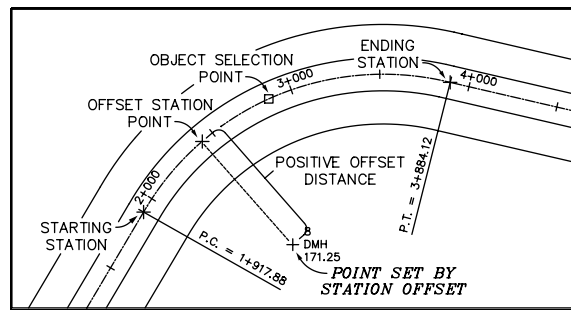 OBJECT SELECTION
POINT
3+000
ENDING
STATION
4+000
OFFSET STATION
POINT
POSITIVE OFFSET
DISTANCE
2+000
STARTING
STATION
P.C. = 1+917.88
P.T. = 3+884.12
8
DMH
171.25
POINT SET BY
STATION OFFSET